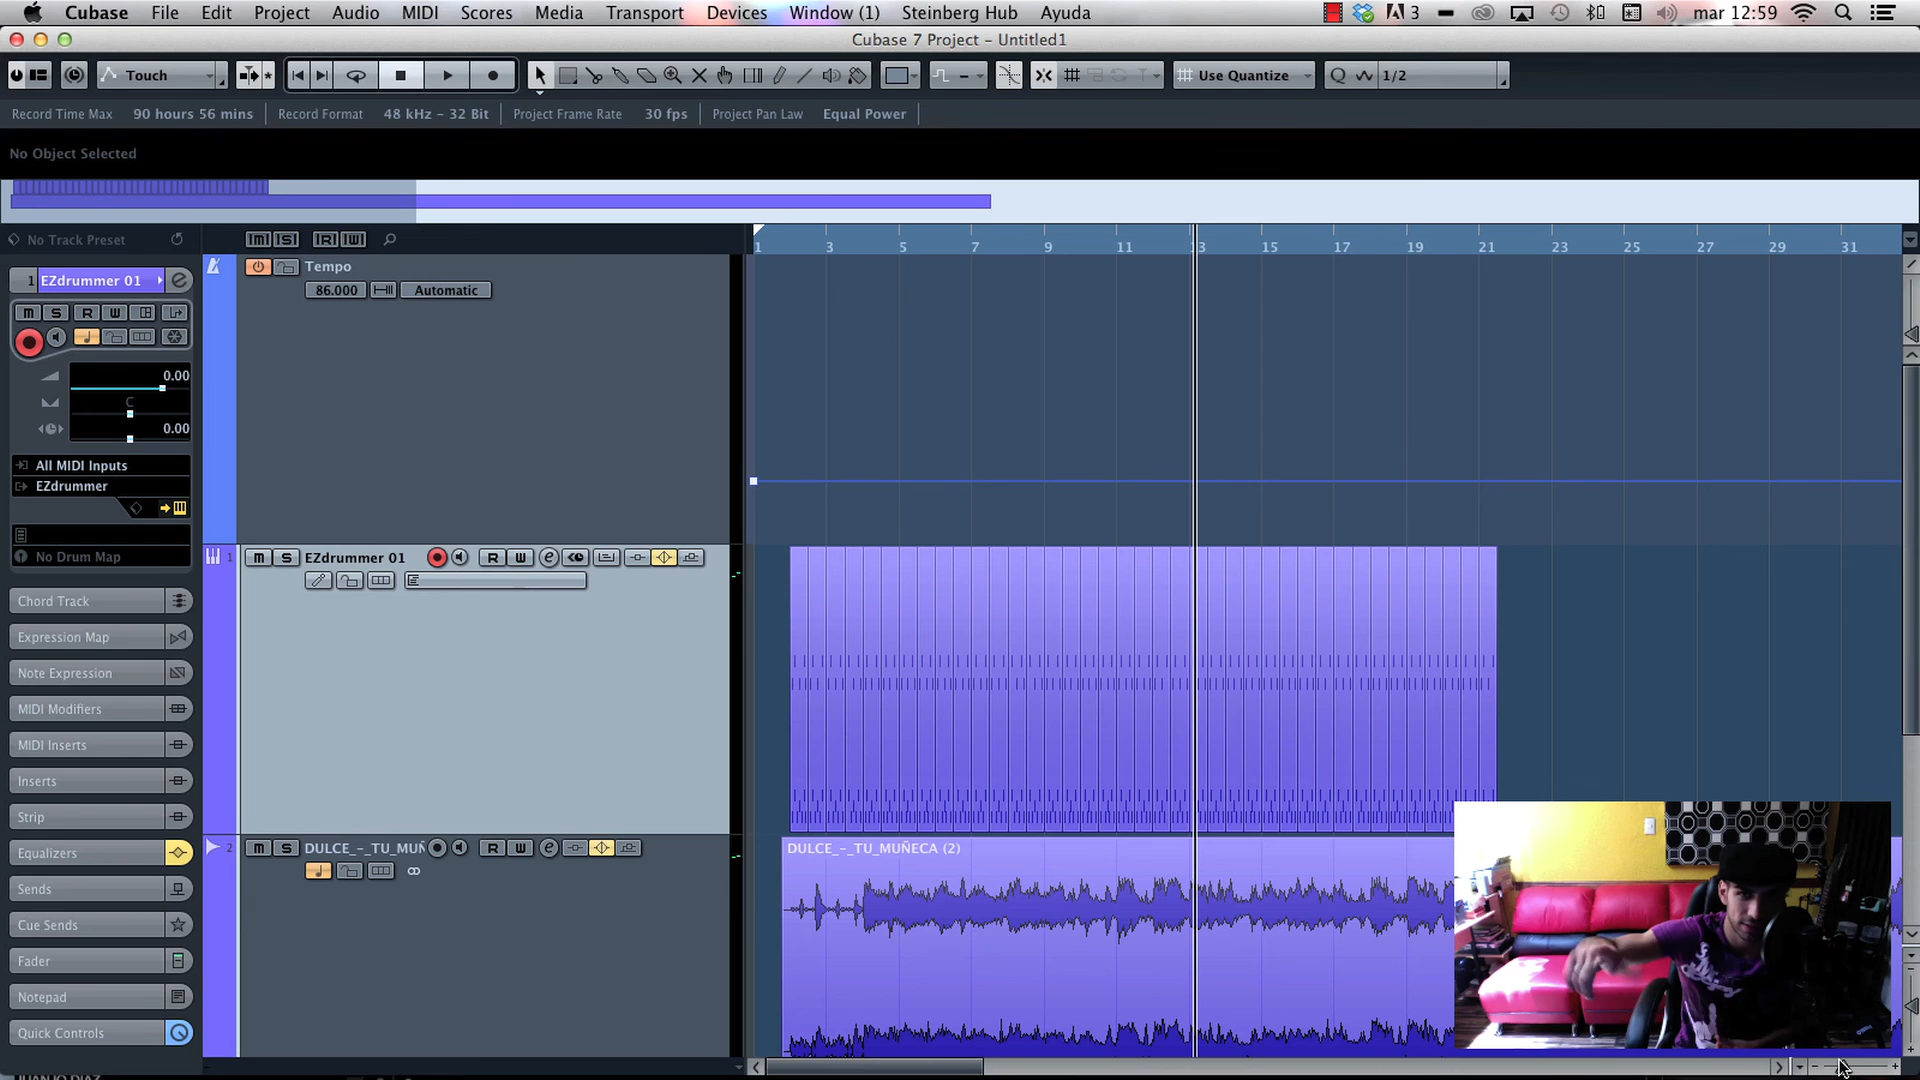 Cubase File Edit Project Audio MIDI Scores Media Transport Devices Window (1) Steinberg Hub Ayuda 3 mar 12:59
Cubase 7 Project - Untitled1
Touch Use Quantize Q 1/2
Record Time Max 90 hours 56 mins Record Format 48 kHz - 32 Bit Project Frame Rate 30 fps Project Pan Law Equal Power
No Object Selected
No Track Preset M S R W
1 3 5 7 9 11 13 15 17 19 21 23 25 27 29 31
Tempo
86.000 Automatic
1 EZdrummer 01
M S R W
0.00
C
0.00
All MIDI Inputs
EZdrummer
No Drum Map
1 M S EZdrummer 01 R W e
Chord Track
Expression Map
Note Expression
MIDI Modifiers
MIDI Inserts
Inserts
Strip
Equalizers
Sends
Cue Sends
Fader
Notepad
Quick Controls
2 M S DULCE_-_TU_MUÑ R W e
DULCE_-_TU_MUÑECA (2)